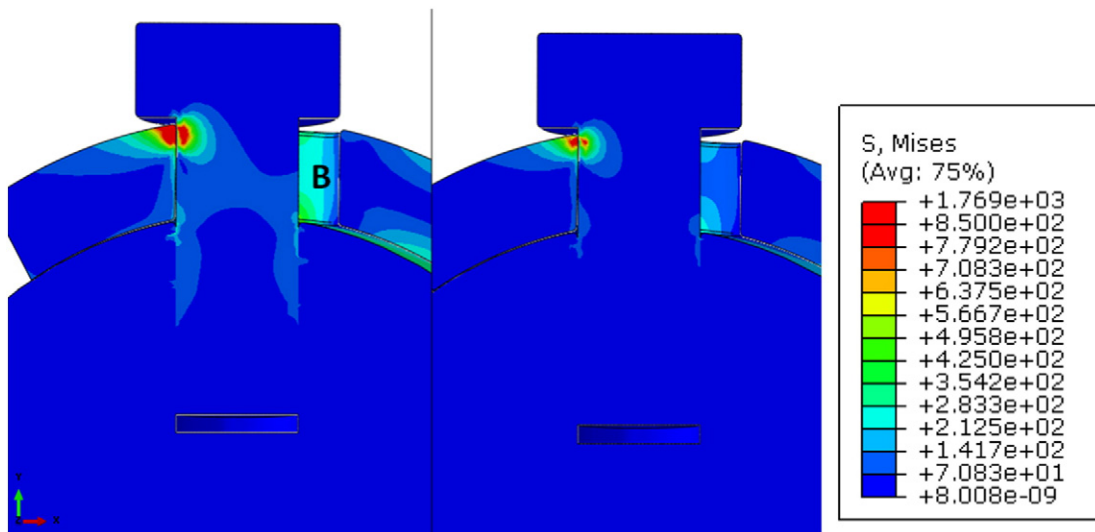 B
Y
Z
X
S, Mises
(Avg: 75%)
+1.769e+03
+8.500e+02
+7.792e+02
+7.083e+02
+6.375e+02
+5.667e+02
+4.958e+02
+4.250e+02
+3.542e+02
+2.833e+02
+2.125e+02
+1.417e+02
+7.083e+01
+8.008e-09